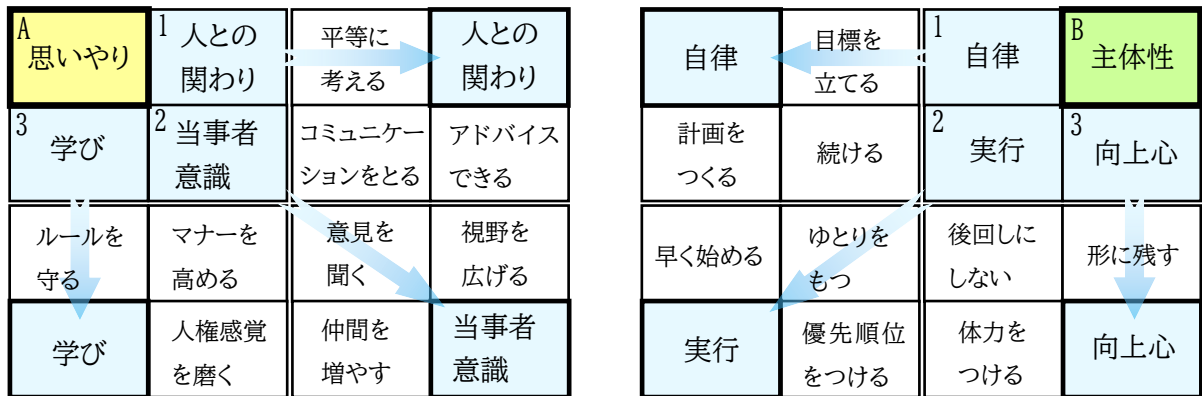 A
思いやり
1 人との
関わり
平等に
考える
人との
関わり
3
学び
2 当事者
意識
コミュニケー
ションをとる
アドバイス
できる
ルールを
守る
マナーを
高める
意見を
聞く
視野を
広げる
学び
人権感覚
を磨く
仲間を
増やす
当事者
意識
自律
目標を
立てる
1
自律
B
主体性
計画を
つくる
続ける
2
実行
3
向上心
早く始める
ゆとりを
もつ
後回しに
しない
形に残す
実行
優先順位
をつける
体力を
つける
向上心